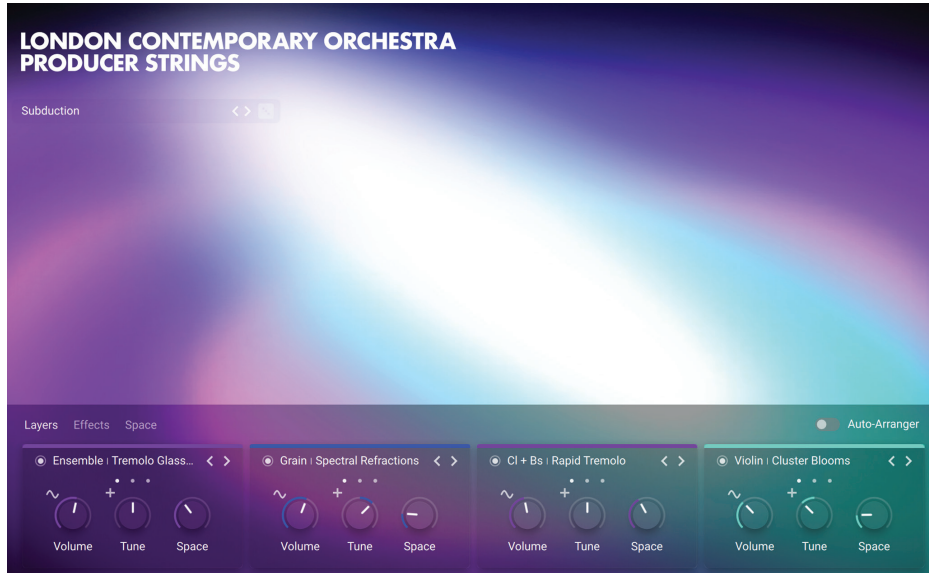 LONDON CONTEMPORARY ORCHESTRA
PRODUCER STRINGS
Subduction
Layers Effects Space Auto-Arranger
Ensemble | Tremolo Glass... Grain | Spectral Refractions Cl + Bs | Rapid Tremolo Violin | Cluster Blooms
Volume Tune Space Volume Tune Space Volume Tune Space Volume Tune Space